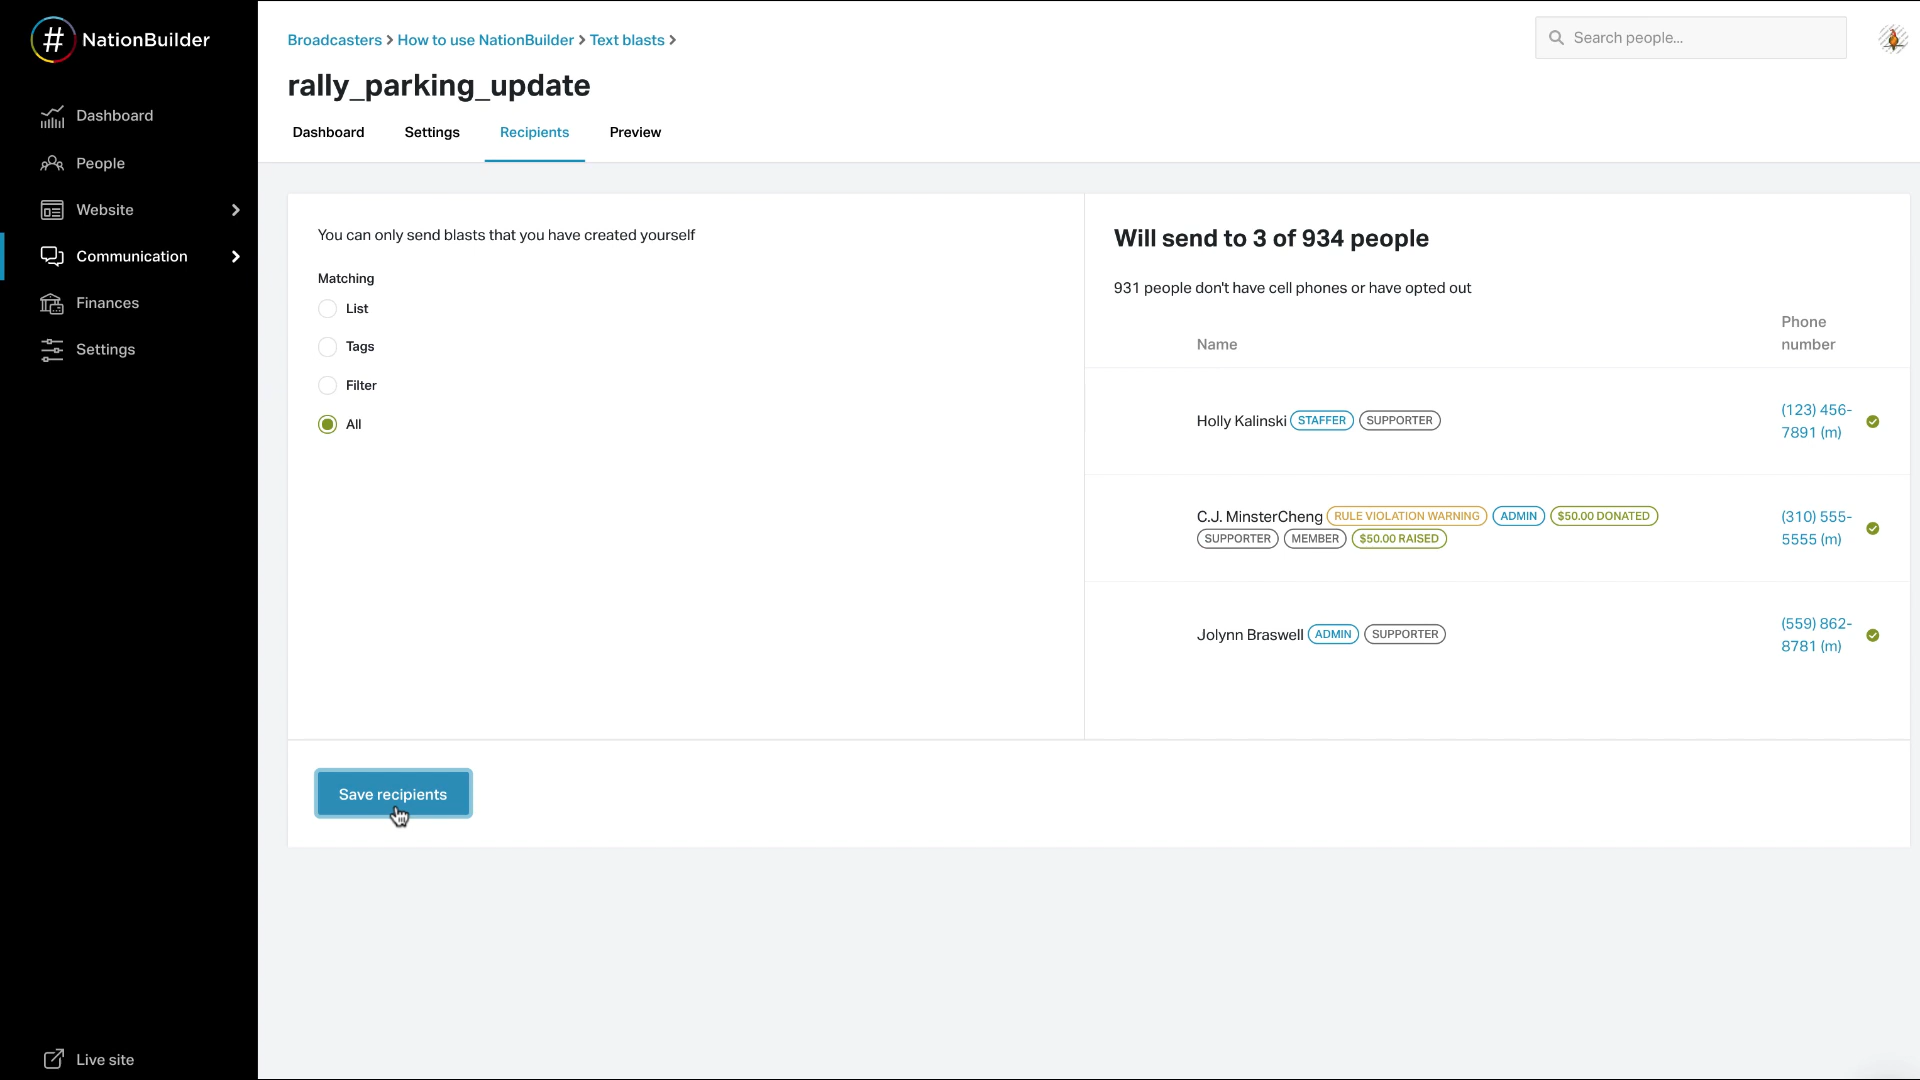 # NationBuilder
Dashboard
People
Website
Communication
Finances
Settings
Live site
Broadcasters > How to use NationBuilder > Text blasts >
Search people...
rally_parking_update
Dashboard Settings Recipients Preview
You can only send blasts that you have created yourself
Matching
List
Tags
Filter
All
Save recipients
Will send to 3 of 934 people
931 people don't have cell phones or have opted out
Name
Phone
number
Holly Kalinski STAFFER SUPPORTER
(123) 456-
7891 (m)
C.J. MinsterCheng RULE VIOLATION WARNING ADMIN $50.00 DONATED
SUPPORTER MEMBER $50.00 RAISED
(310) 555-
5555 (m)
Jolynn Braswell ADMIN SUPPORTER
(559) 862-
8781 (m)